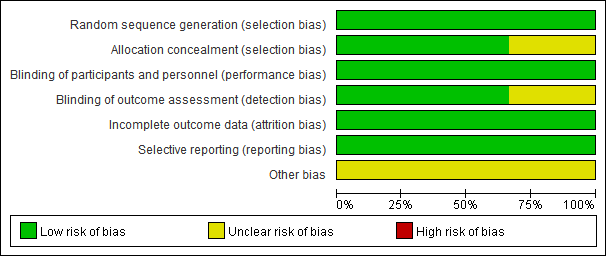 Random sequence generation (selection bias)
Allocation concealment (selection bias)
Blinding of participants and personnel (performance bias)
Blinding of outcome assessment (detection bias)
Incomplete outcome data (attrition bias)
Selective reporting (reporting bias)
Other bias
0% 25% 50% 75% 100%
Low risk of bias Unclear risk of bias High risk of bias